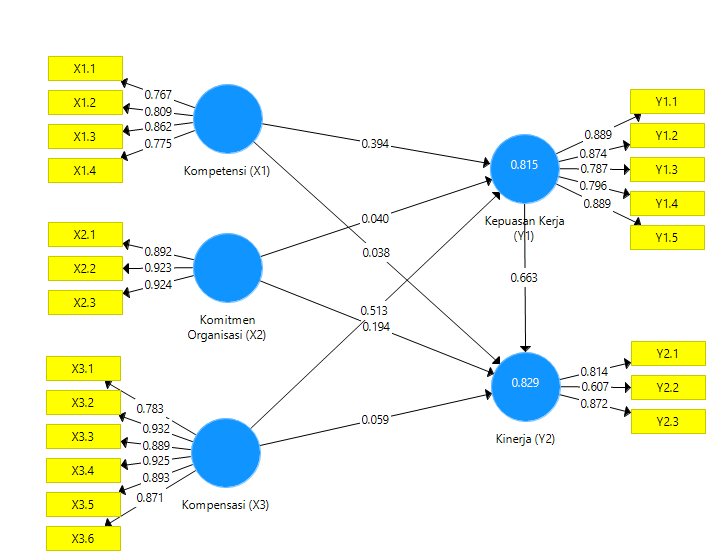 X1.1
X1.2
X1.3
X1.4
0.767
0.809
0.862
0.775
Kompetensi (X1)
X2.1
X2.2
X2.3
0.892
0.923
0.924
Komitmen
Organisasi (X2)
X3.1
X3.2
X3.3
X3.4
X3.5
X3.6
0.783
0.932
0.889
0.925
0.893
0.871
Kompensasi (X3)
0.394
0.040
0.038
0.513
0.194
0.059
0.815
Kepuasan Kerja
(Y1)
0.663
0.829
Kinerja (Y2)
0.889
0.874
0.787
0.796
0.889
Y1.1
Y1.2
Y1.3
Y1.4
Y1.5
0.814
0.607
0.872
Y2.1
Y2.2
Y2.3